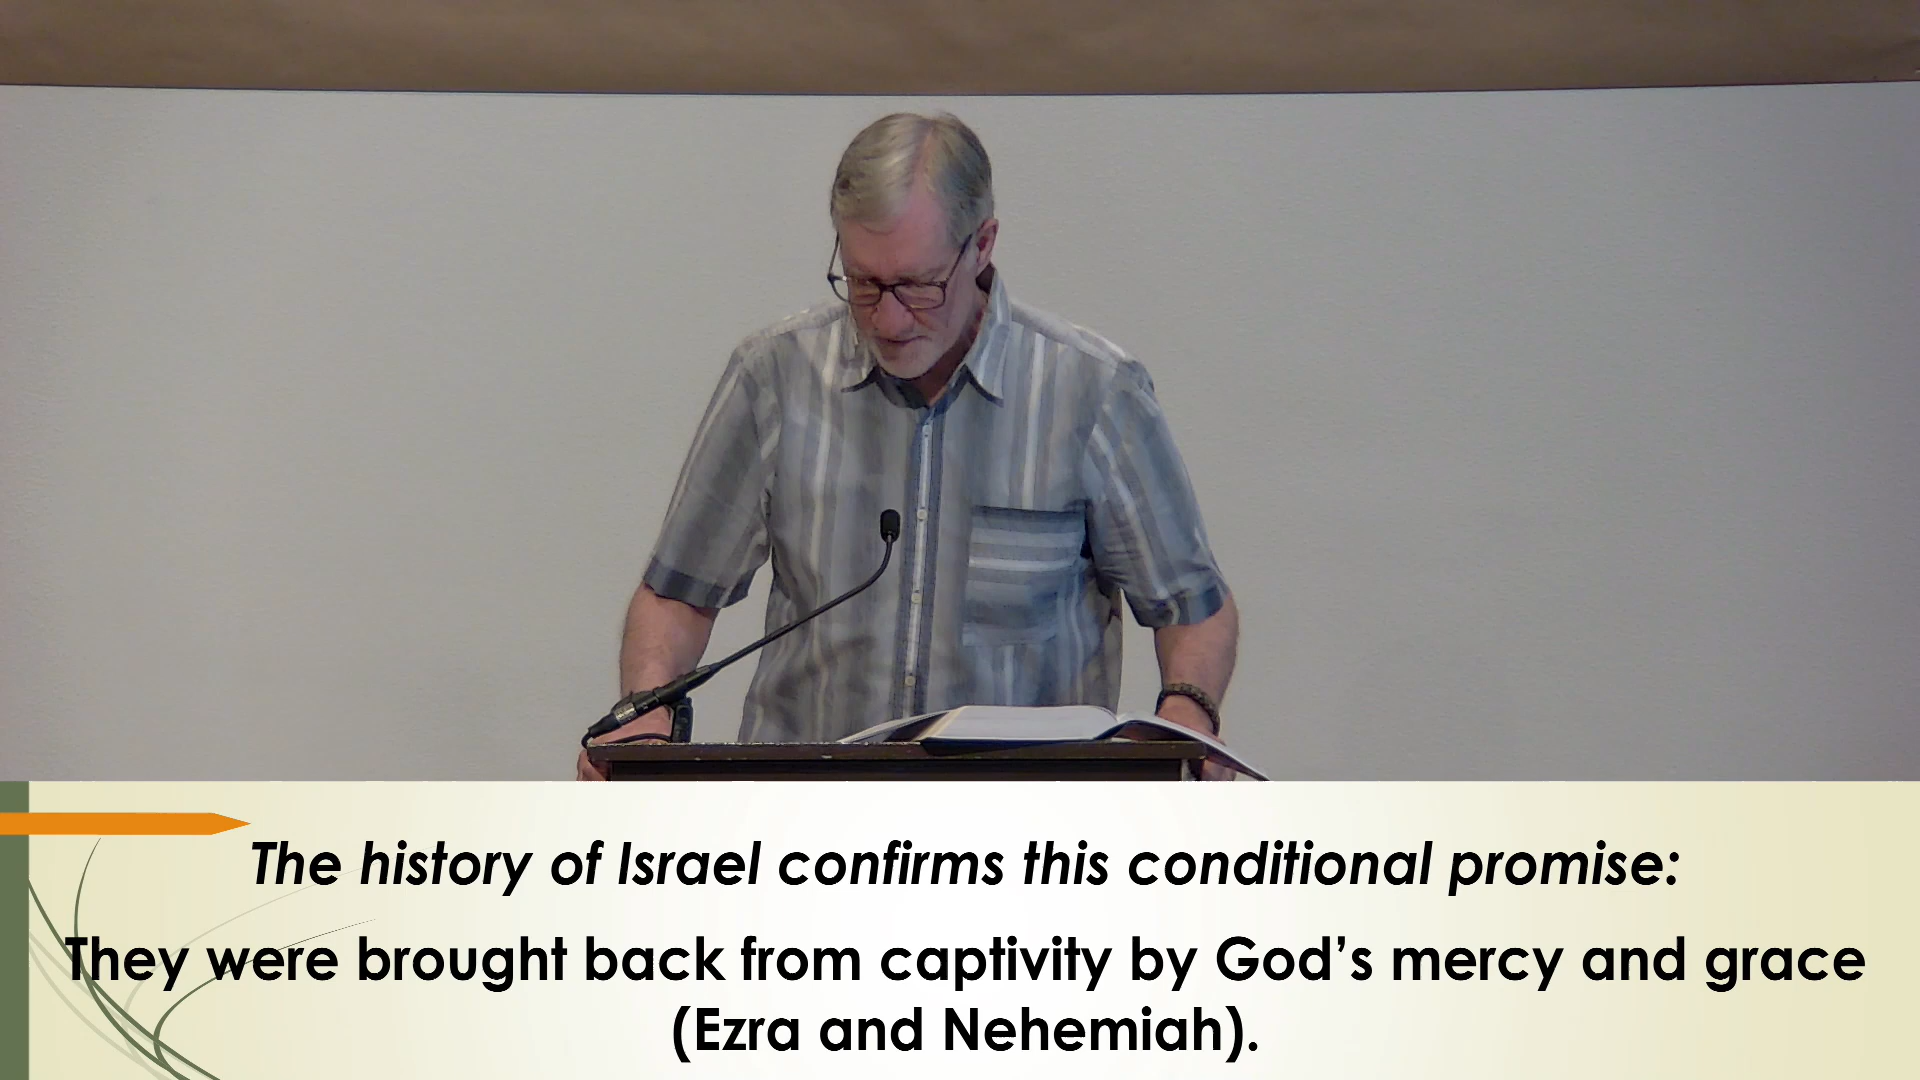 The history of Israel confirms this conditional promise:
They were brought back from captivity by God’s mercy and grace
(Ezra and Nehemiah).